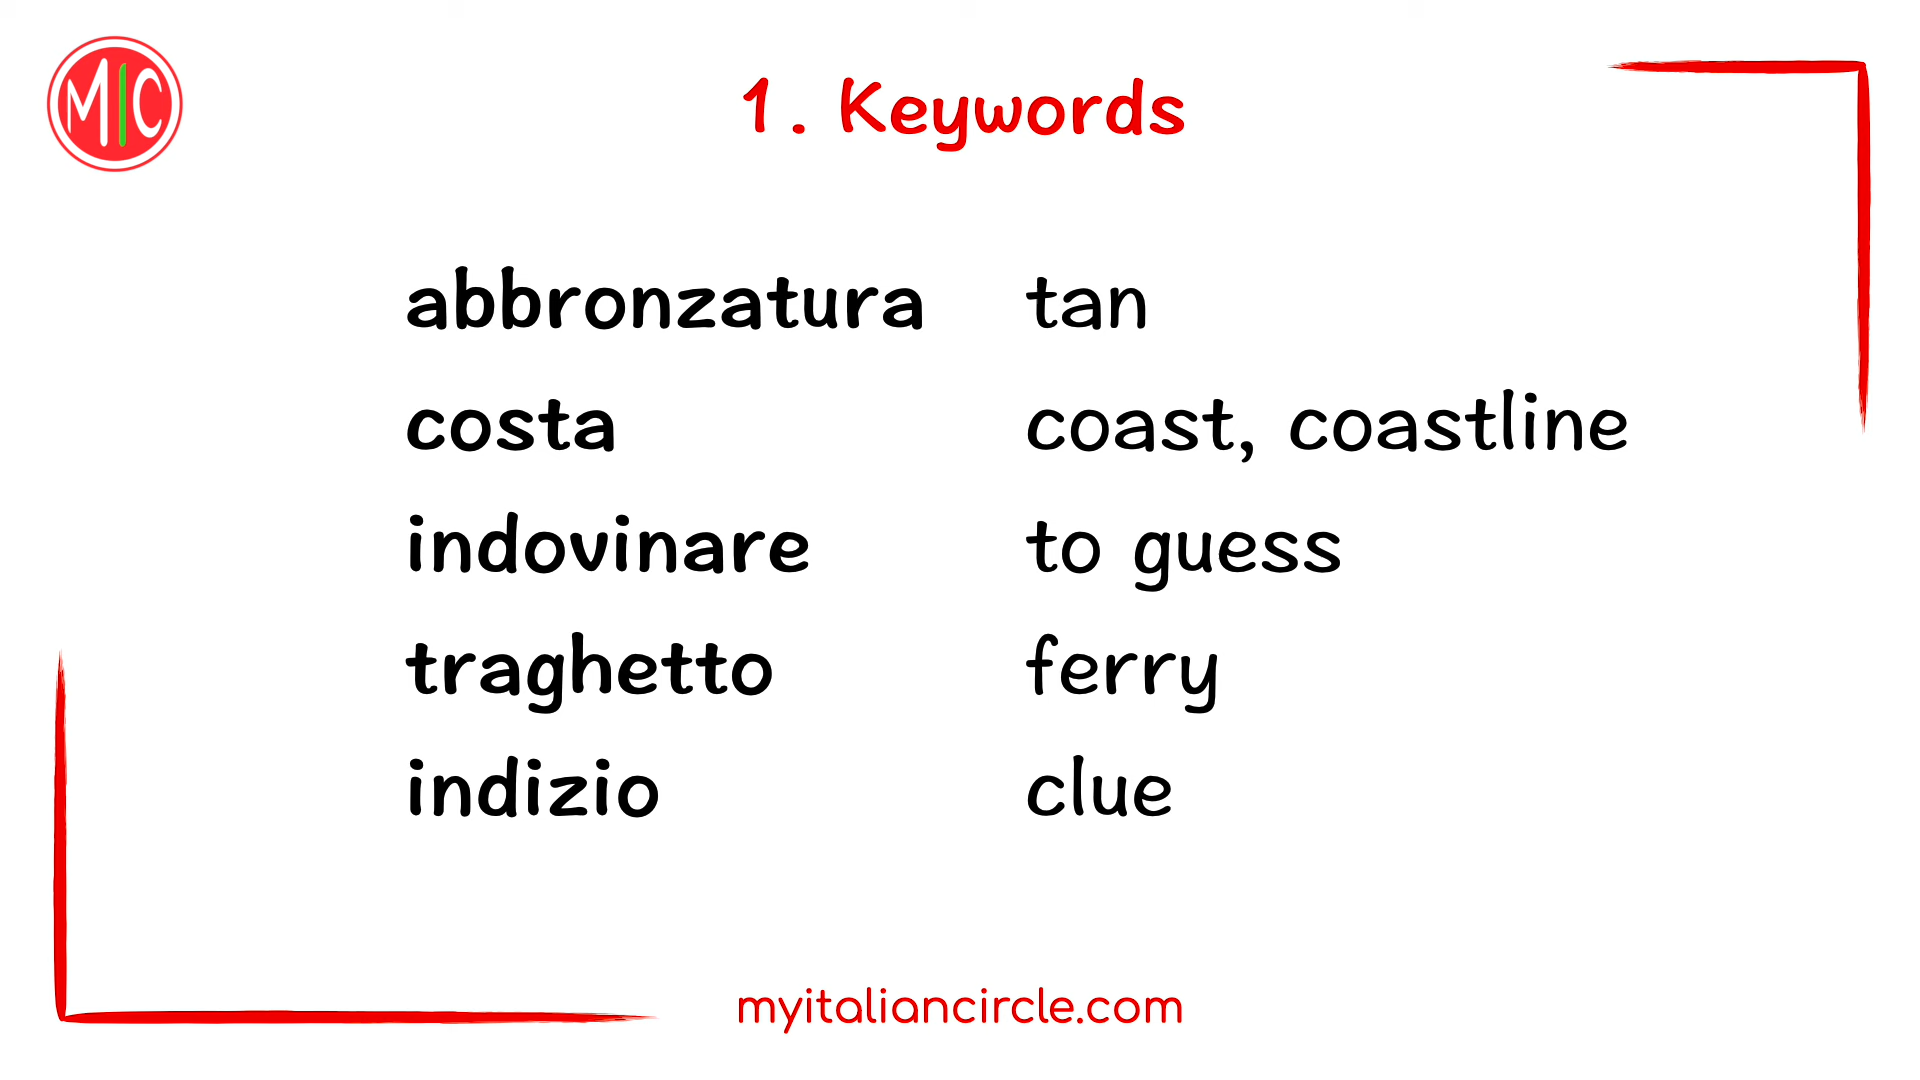 MIC
1. Keywords
abbronzatura tan
costa coast, coastline
indovinare to guess
traghetto ferry
indizio clue
myitaliancircle.com